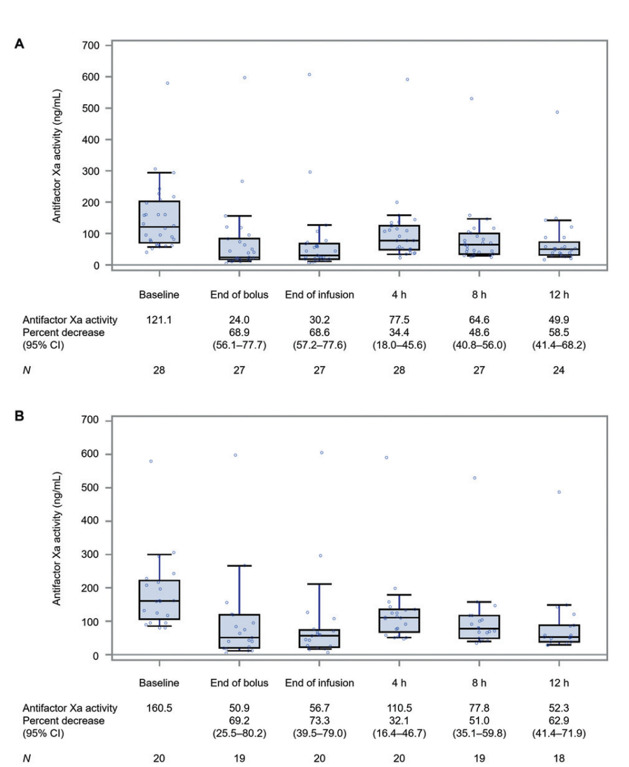 A
700
600
500
400
300
200
100
0
Antifactor Xa activity (ng/mL)
Baseline End of bolus End of infusion 4 h 8 h 12 h
Antifactor Xa activity 121.1 24.0 30.2 77.5 64.6 49.9
Percent decrease 68.9 68.6 34.4 48.6 58.5
(95% CI) (56.1–77.7) (57.2–77.6) (18.0–45.6) (40.8–56.0) (41.4–68.2)
N 28 27 27 28 27 24
B
700
600
500
400
300
200
100
0
Antifactor Xa activity (ng/mL)
Baseline End of bolus End of infusion 4 h 8 h 12 h
Antifactor Xa activity 160.5 50.9 56.7 110.5 77.8 52.3
Percent decrease 69.2 73.3 32.1 51.0 62.9
(95% CI) (25.5–80.2) (39.5–79.0) (16.4–46.7) (35.1–59.8) (41.4–71.9)
N 20 19 20 20 19 18